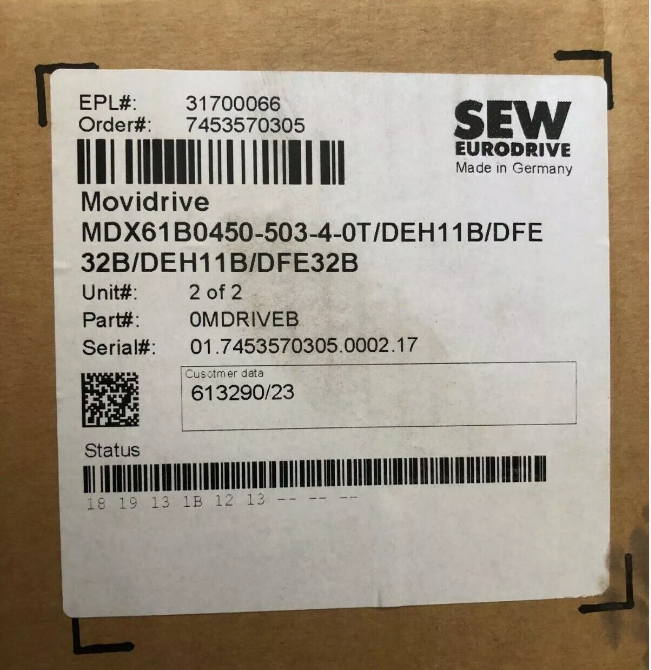 EPL#: 31700066
Order#: 7453570305
SEW
EURODRIVE
Made in Germany
Movidrive
MDX61B0450-503-4-0T/DEH11B/DFE
32B/DEH11B/DFE32B
Unit#: 2 of 2
Part#: 0MDRIVEB
Serial#: 01.7453570305.0002.17
Cusotmer data
613290/23
Status
18 19 13 1B 12 13 -- -- --